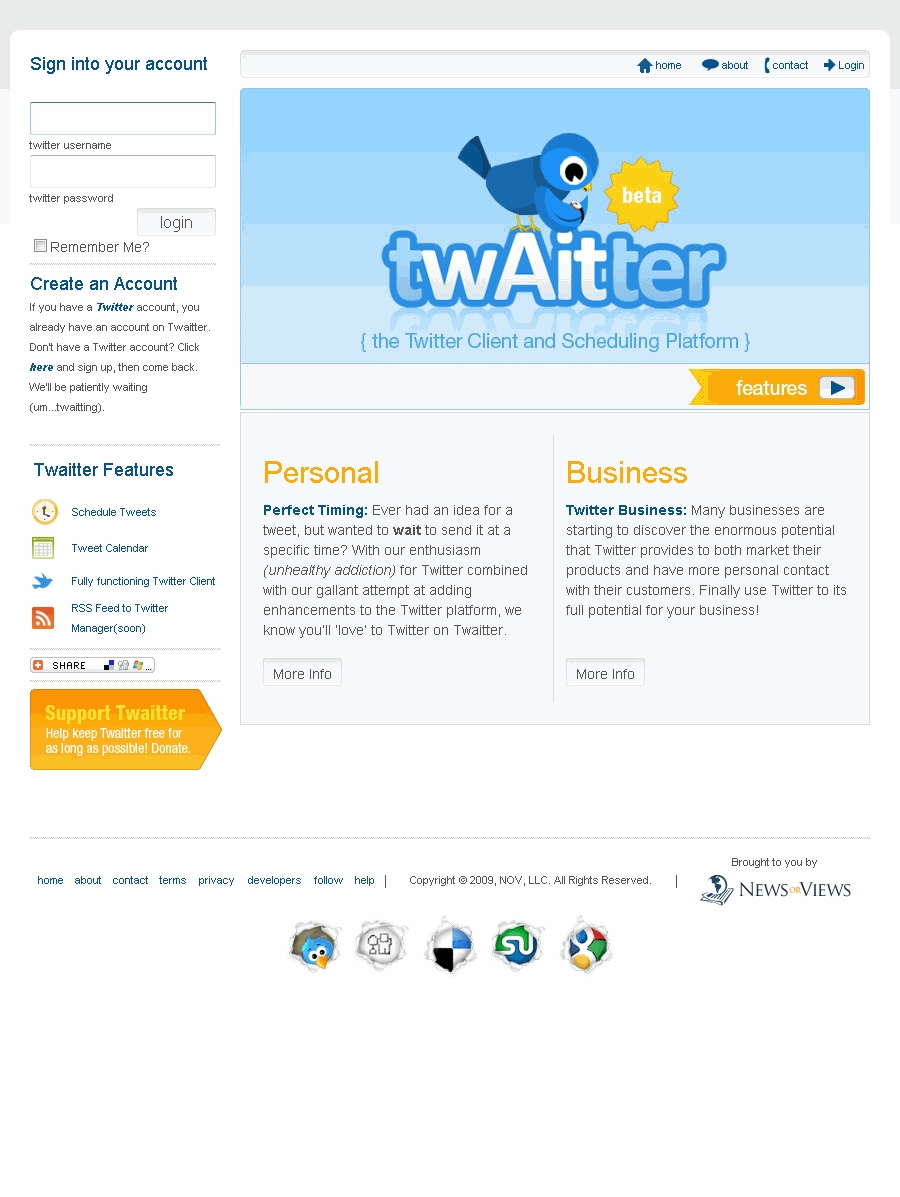 Sign into your account
home about contact Login
twitter username
twitter password
login
Remember Me?
Create an Account
If you have a Twitter account, you
already have an account on Twaitter.
Don't have a Twitter account? Click
here and sign up, then come back.
We'll be patiently waiting
(um...twaitting).
Twaitter Features
Schedule Tweets
Tweet Calendar
Fully functioning Twitter Client
RSS Feed to Twitter
Manager(soon)
SHARE ...
Support Twaitter
Help keep Twaitter free for
as long as possible! Donate.
beta
twAitter
{ the Twitter Client and Scheduling Platform }
features
Personal
Perfect Timing: Ever had an idea for a
tweet, but wanted to wait to send it at a
specific time? With our enthusiasm
(unhealthy addiction) for Twitter combined
with our gallant attempt at adding
enhancements to the Twitter platform, we
know you'll 'love' to Twitter on Twaitter.
More Info
Business
Twitter Business: Many businesses are
starting to discover the enormous potential
that Twitter provides to both market their
products and have more personal contact
with their customers. Finally use Twitter to its
full potential for your business!
More Info
home about contact terms privacy developers follow help | Copyright © 2009, NOV, LLC. All Rights Reserved. |
Brought to you by
NEWS OR VIEWS
SU